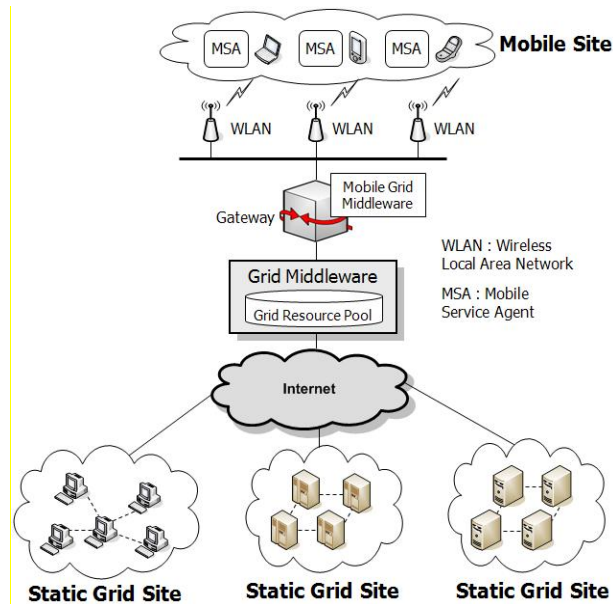 MSA
MSA
MSA
Mobile Site
WLAN
WLAN
WLAN
Mobile Grid
Middleware
Gateway
WLAN : Wireless
Local Area Network
MSA : Mobile
Service Agent
Grid Middleware
Grid Resource Pool
Internet
Static Grid Site
Static Grid Site
Static Grid Site